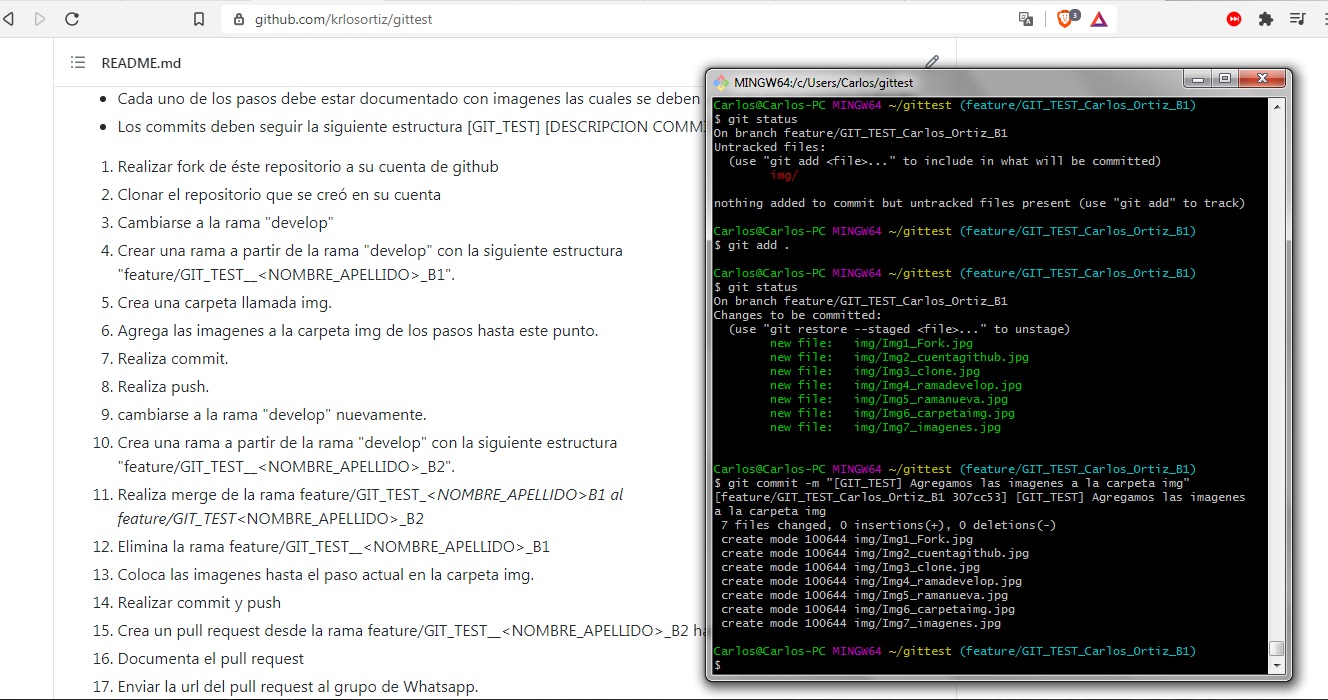 github.com/krlosortiz/gittest
3
README.md
Cada uno de los pasos debe estar documentado con imagenes las cuales se deben
Los commits deben seguir la siguiente estructura [GIT_TEST] [DESCRIPCION COMMI
1. Realizar fork de éste repositorio a su cuenta de github
2. Clonar el repositorio que se creó en su cuenta
3. Cambiarse a la rama "develop"
4. Crear una rama a partir de la rama "develop" con la siguiente estructura
"feature/GIT_TEST__<NOMBRE_APELLIDO>_B1".
5. Crea una carpeta llamada img.
6. Agrega las imagenes a la carpeta img de los pasos hasta este punto.
7. Realiza commit.
8. Realiza push.
9. cambiarse a la rama "develop" nuevamente.
10. Crea una rama a partir de la rama "develop" con la siguiente estructura
"feature/GIT_TEST__<NOMBRE_APELLIDO>_B2".
11. Realiza merge de la rama feature/GIT_TEST_<NOMBRE_APELLIDO>B1 al
feature/GIT_TEST<NOMBRE_APELLIDO>_B2
12. Elimina la rama feature/GIT_TEST__<NOMBRE_APELLIDO>_B1
13. Coloca las imagenes hasta el paso actual en la carpeta img.
14. Realizar commit y push
15. Crea un pull request desde la rama feature/GIT_TEST__<NOMBRE_APELLIDO>_B2 ha
16. Documenta el pull request
17. Enviar la url del pull request al grupo de Whatsapp.
MINGW64:/c/Users/Carlos/gittest
Carlos@Carlos-PC MINGW64 ~/gittest (feature/GIT_TEST_Carlos_Ortiz_B1)
$ git status
On branch feature/GIT_TEST_Carlos_Ortiz_B1
Untracked files:
(use "git add <file>..." to include in what will be committed)
img/
nothing added to commit but untracked files present (use "git add" to track)
Carlos@Carlos-PC MINGW64 ~/gittest (feature/GIT_TEST_Carlos_Ortiz_B1)
$ git add .
Carlos@Carlos-PC MINGW64 ~/gittest (feature/GIT_TEST_Carlos_Ortiz_B1)
$ git status
On branch feature/GIT_TEST_Carlos_Ortiz_B1
Changes to be committed:
(use "git restore --staged <file>..." to unstage)
new file: img/Img1_Fork.jpg
new file: img/Img2_cuentagithub.jpg
new file: img/Img3_clone.jpg
new file: img/Img4_ramadevelop.jpg
new file: img/Img5_ramanueva.jpg
new file: img/Img6_carpetaimg.jpg
new file: img/Img7_imagenes.jpg
Carlos@Carlos-PC MINGW64 ~/gittest (feature/GIT_TEST_Carlos_Ortiz_B1)
$ git commit -m "[GIT_TEST] Agregamos las imagenes a la carpeta img"
[feature/GIT_TEST_Carlos_Ortiz_B1 307cc53] [GIT_TEST] Agregamos las imagenes
a la carpeta img
7 files changed, 0 insertions(+), 0 deletions(-)
create mode 100644 img/Img1_Fork.jpg
create mode 100644 img/Img2_cuentagithub.jpg
create mode 100644 img/Img3_clone.jpg
create mode 100644 img/Img4_ramadevelop.jpg
create mode 100644 img/Img5_ramanueva.jpg
create mode 100644 img/Img6_carpetaimg.jpg
create mode 100644 img/Img7_imagenes.jpg
Carlos@Carlos-PC MINGW64 ~/gittest (feature/GIT_TEST_Carlos_Ortiz_B1)
$